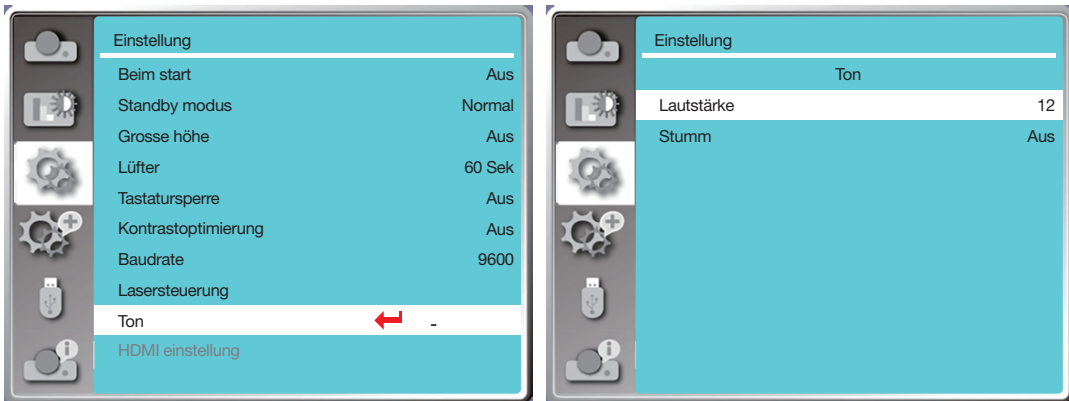 Einstellung
Beim start Aus
Standby modus Normal
Grosse höhe Aus
Lüfter 60 Sek
Tastatursperre Aus
Kontrastoptimierung Aus
Baudrate 9600
Lasersteuerung
Ton -
HDMI einstellung
Einstellung
Ton
Lautstärke 12
Stumm Aus